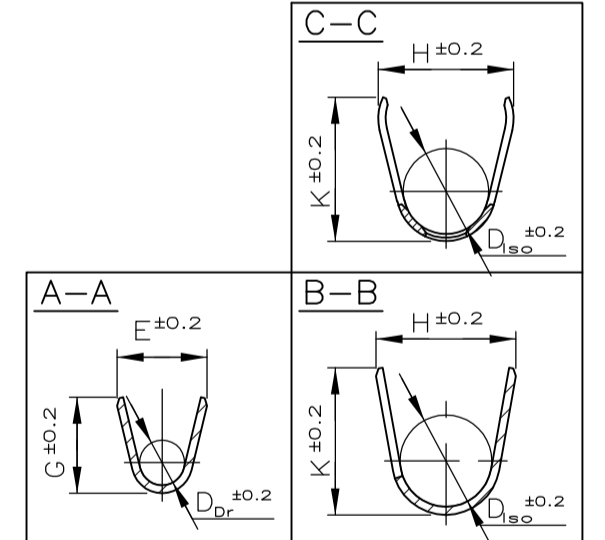 C-C
H ±0.2
K ±0.2
D Iso ±0.2
A-A
E ±0.2
G ±0.2
D Dr ±0.2
B-B
H ±0.2
K ±0.2
D Iso ±0.2